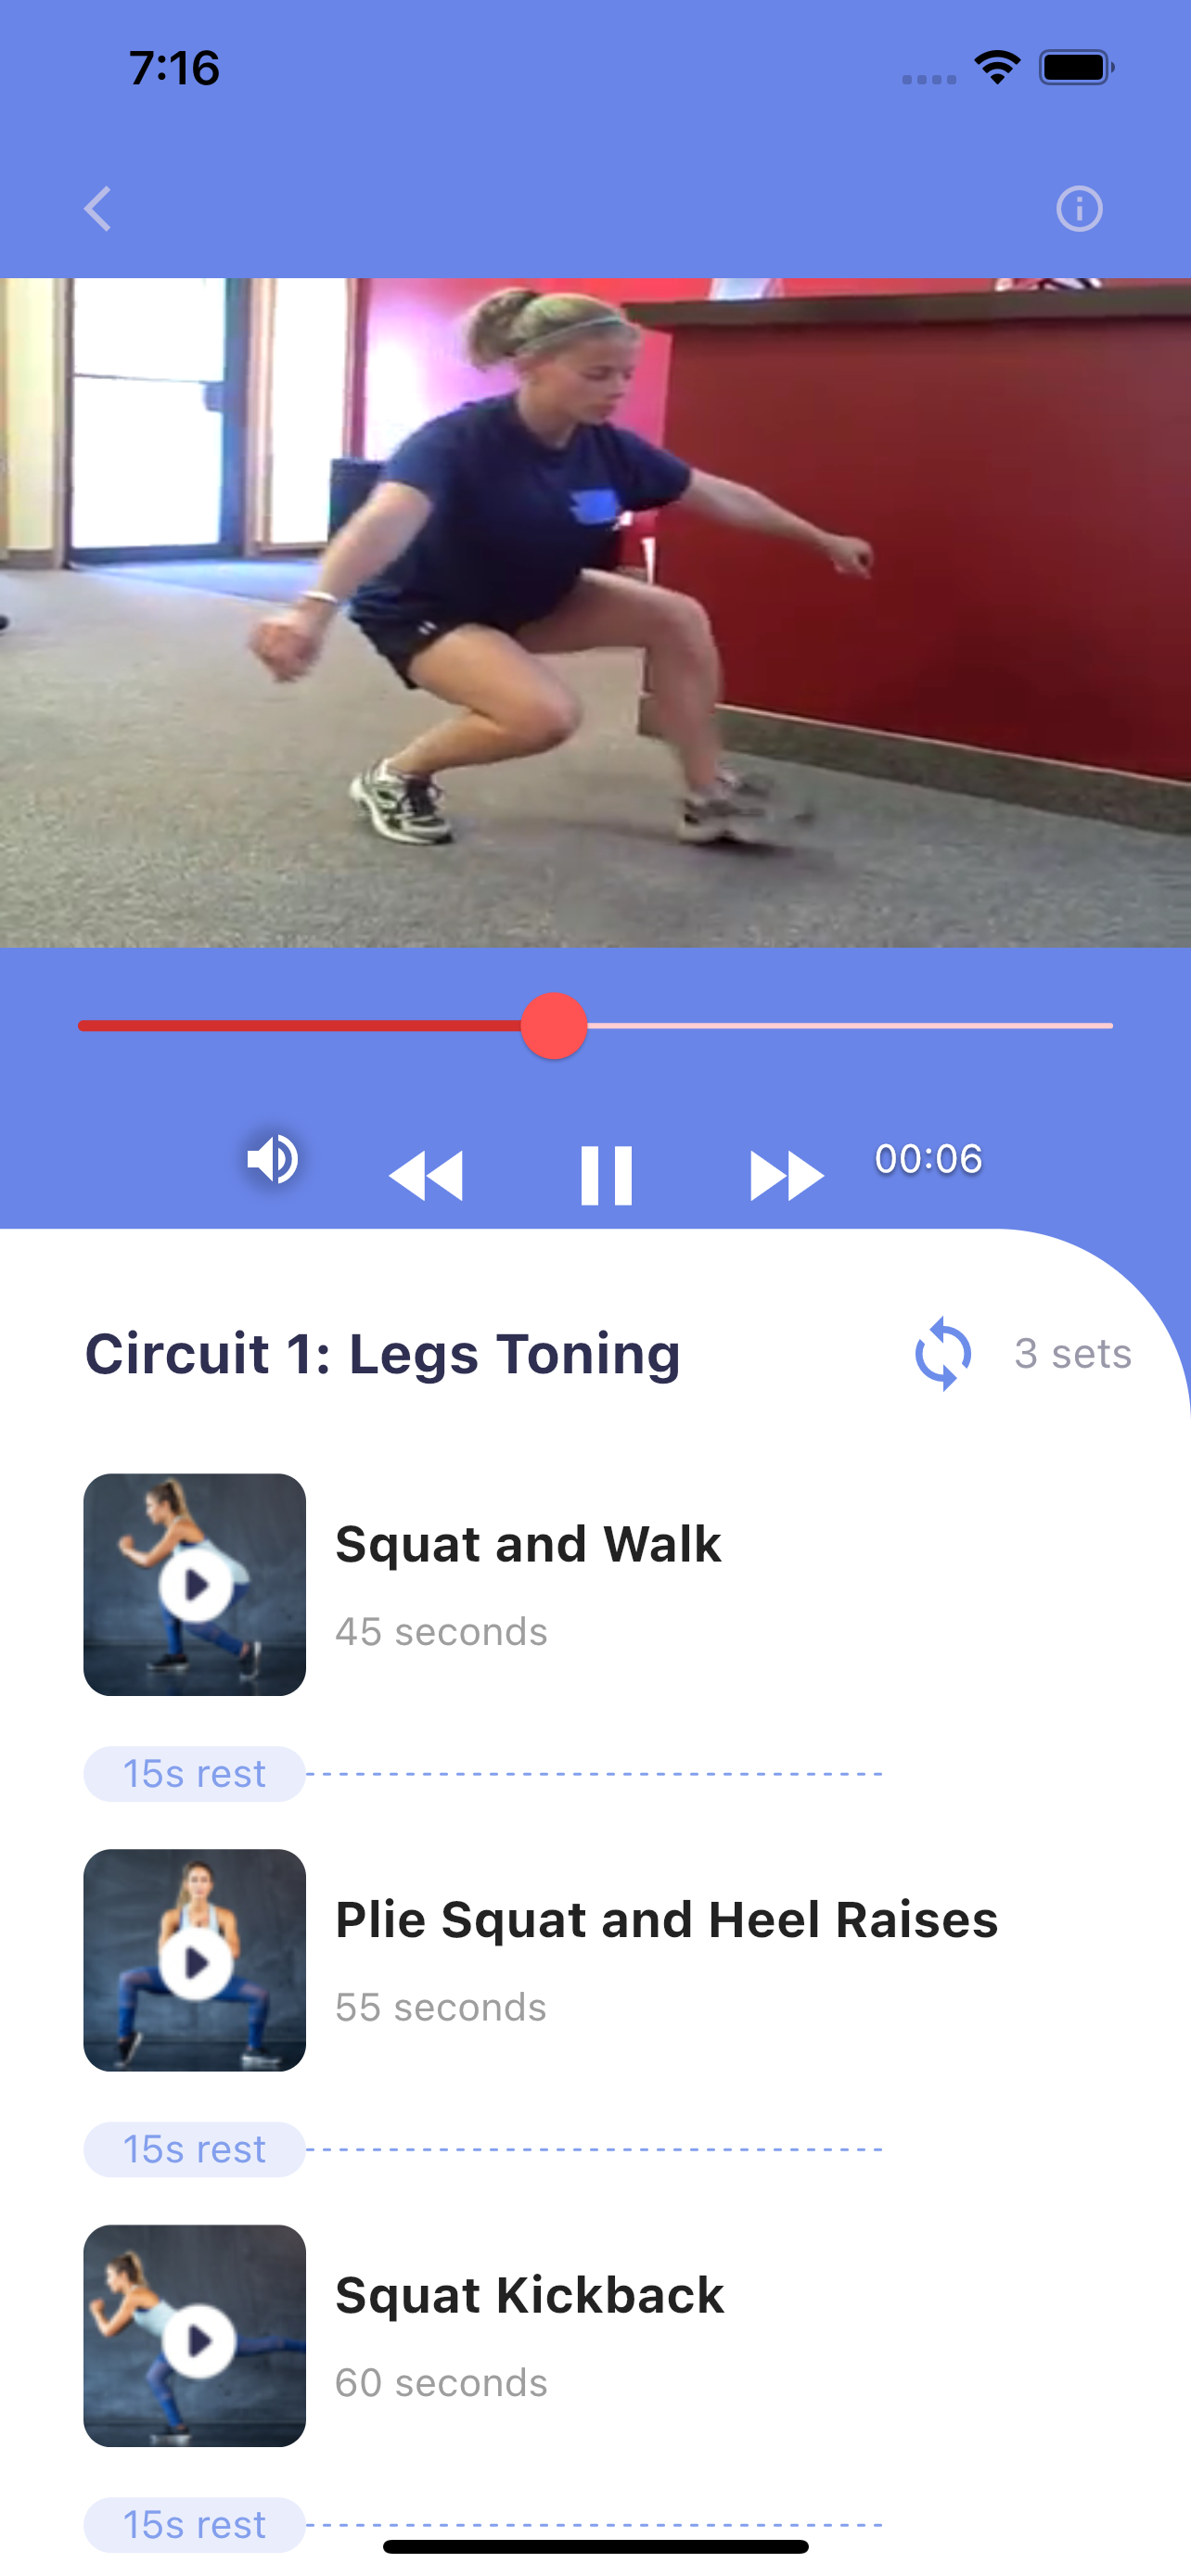 7:16
00:06
Circuit 1: Legs Toning
3 sets
Squat and Walk
45 seconds
15s rest
Plie Squat and Heel Raises
55 seconds
15s rest
Squat Kickback
60 seconds
15s rest